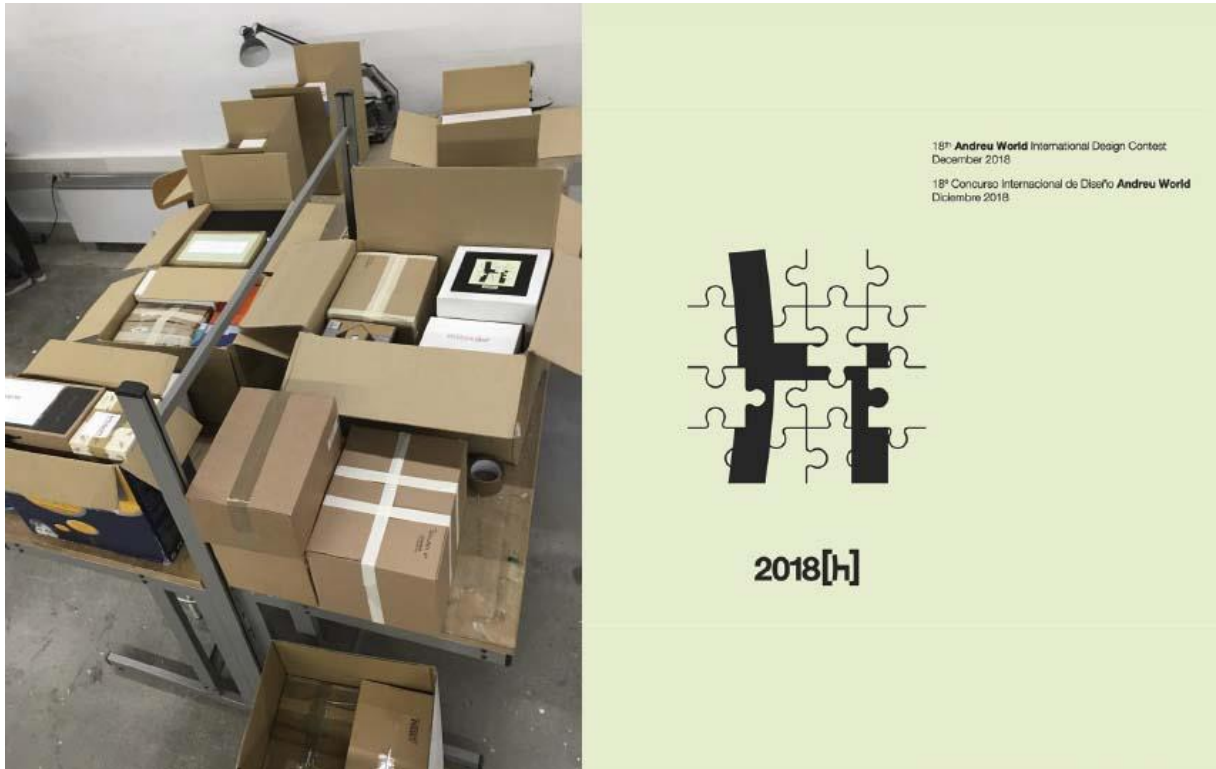 18th Andreu World International Design Contest
December 2018
18º Concurso Internacional de Diseño Andreu World
Diciembre 2018
2018[h]